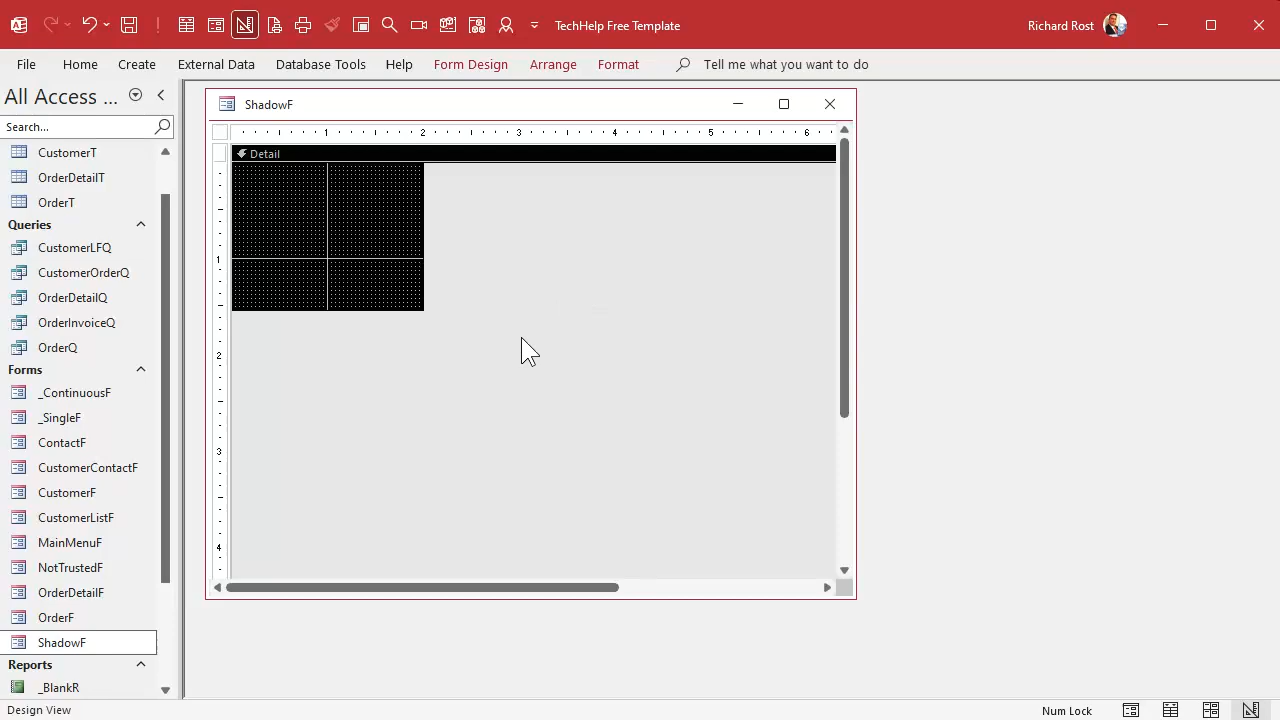 TechHelp Free Template
Richard Rost
File Home Create External Data Database Tools Help Form Design Arrange Format Tell me what you want to do
All Access ...
Search...
CustomerT
OrderDetailT
OrderT
Queries
CustomerLFQ
CustomerOrderQ
OrderDetailQ
OrderInvoiceQ
OrderQ
Forms
_ContinuousF
_SingleF
ContactF
CustomerContactF
CustomerF
CustomerListF
MainMenuF
NotTrustedF
OrderDetailF
OrderF
ShadowF
Reports
_BlankR
ShadowF
1 2 3 4 5 6
Detail
1
2
3
4
Design View
Num Lock